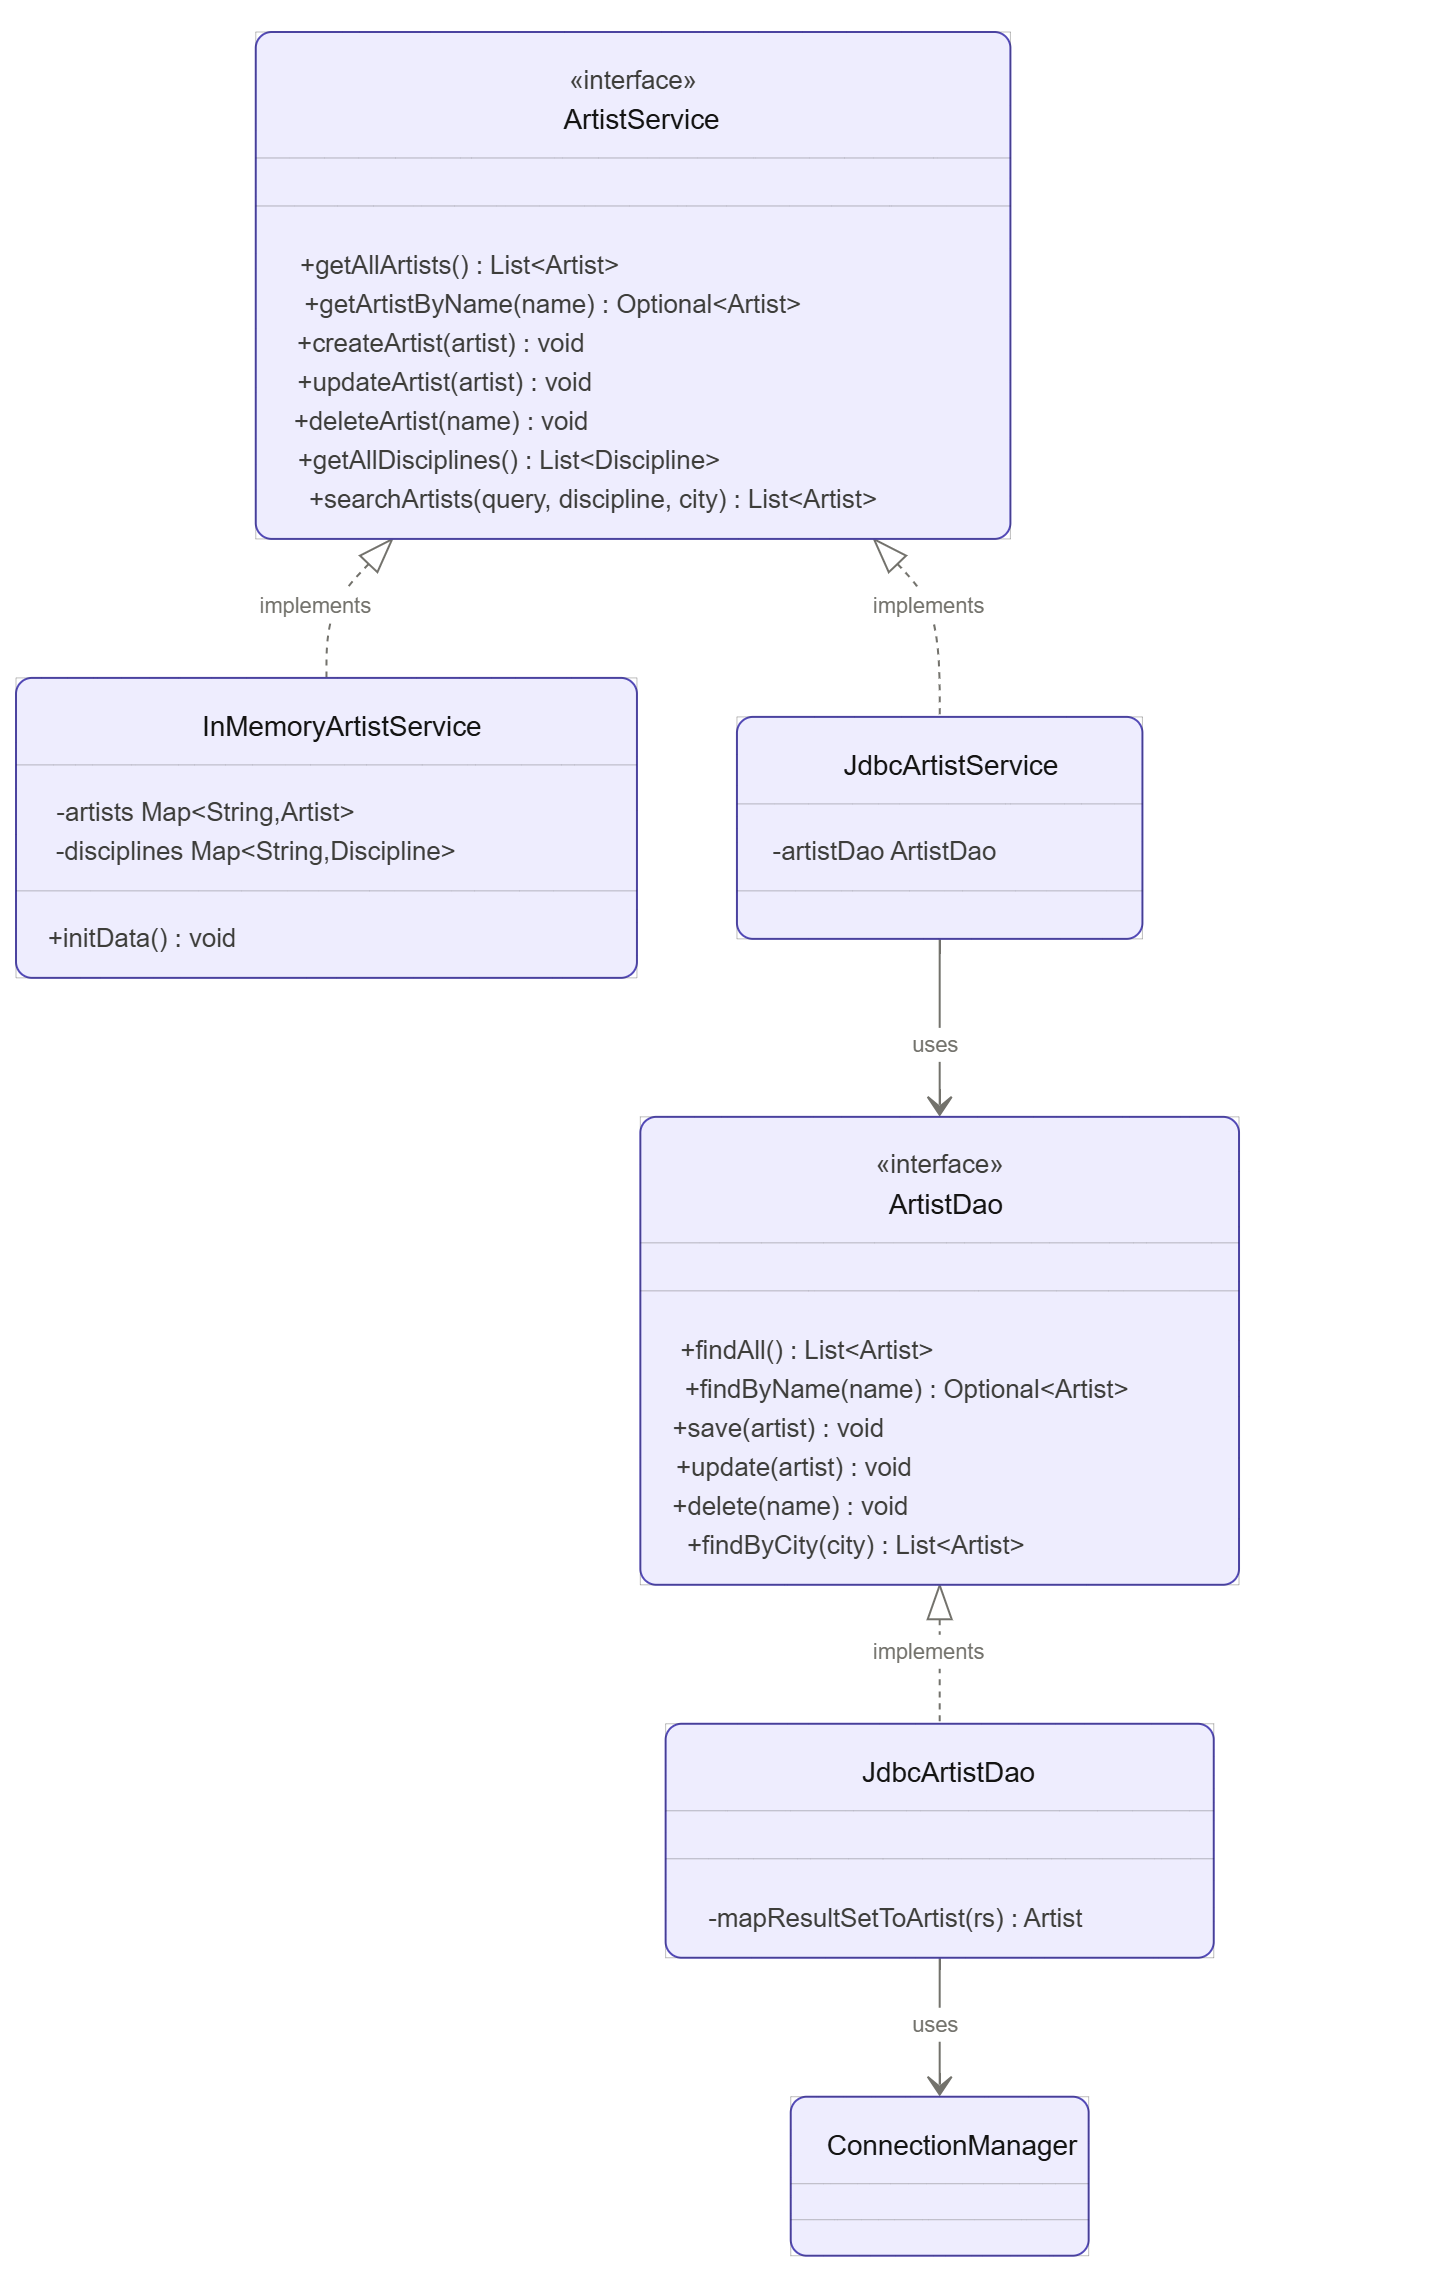 «interface»
ArtistService
+getAllArtists() : List<Artist>
+getArtistByName(name) : Optional<Artist>
+createArtist(artist) : void
+updateArtist(artist) : void
+deleteArtist(name) : void
+getAllDisciplines() : List<Discipline>
+searchArtists(query, discipline, city) : List<Artist>
implements
implements
InMemoryArtistService
-artists Map<String,Artist>
-disciplines Map<String,Discipline>
+initData() : void
JdbcArtistService
-artistDao ArtistDao
uses
«interface»
ArtistDao
+findAll() : List<Artist>
+findByName(name) : Optional<Artist>
+save(artist) : void
+update(artist) : void
+delete(name) : void
+findByCity(city) : List<Artist>
implements
JdbcArtistDao
-mapResultSetToArtist(rs) : Artist
uses
ConnectionManager